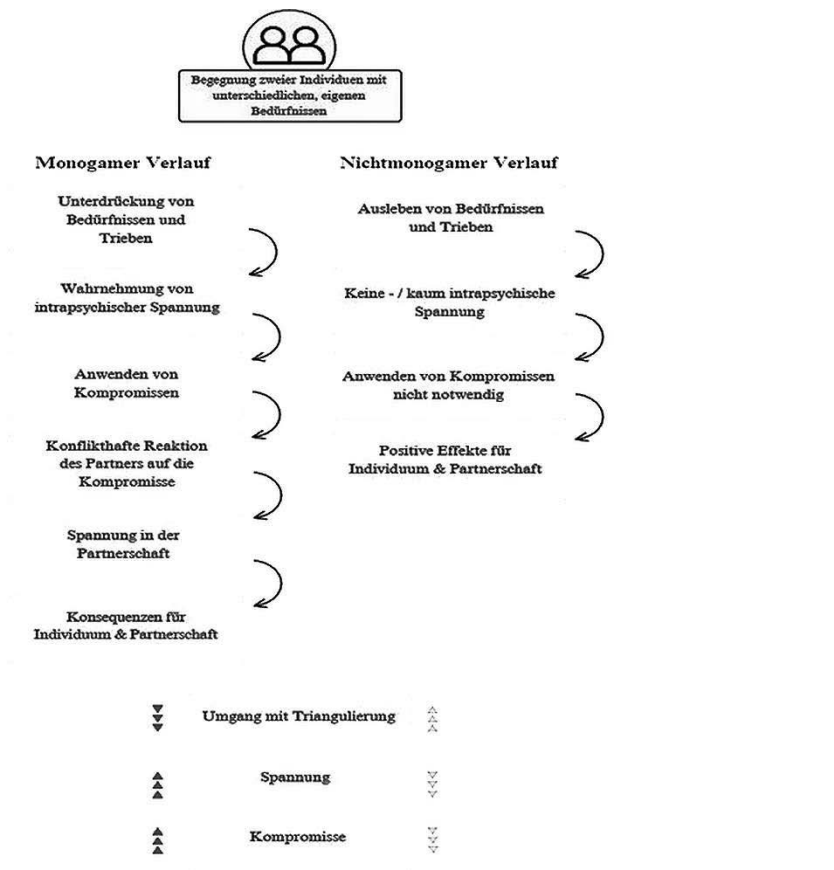 Begegnung zweier Individuen mit
unterschiedlichen, eigenen
Bedürfnissen
Monogamer Verlauf
Unterdrückung von
Bedürfnissen und
Trieben
Wahrnehmung von
intrapsychischer Spannung
Anwenden von
Kompromissen
Konflikthafte Reaktion
des Partners auf die
Kompromisse
Spannung in der
Partnerschaft
Konsequenzen für
Individuum & Partnerschaft
Nichtmonogamer Verlauf
Ausleben von Bedürfnissen
und Trieben
Keine - / kaum intrapsychische
Spannung
Anwenden von Kompromissen
nicht notwendig
Positive Effekte für
Individuum & Partnerschaft
Umgang mit Triangulierung
Spannung
Kompromisse